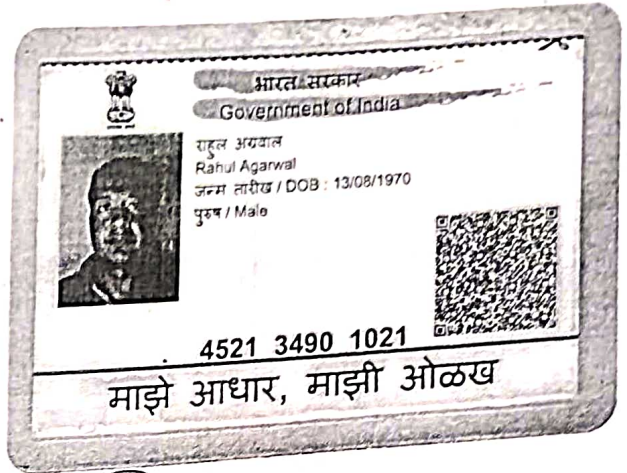 भारत सरकार
Government of India
राहुल अग्रवाल
Rahul Agarwal
जन्म तारीख / DOB : 13/08/1970
पुरुष / Male
4521 3490 1021
माझे आधार, माझी ओळख